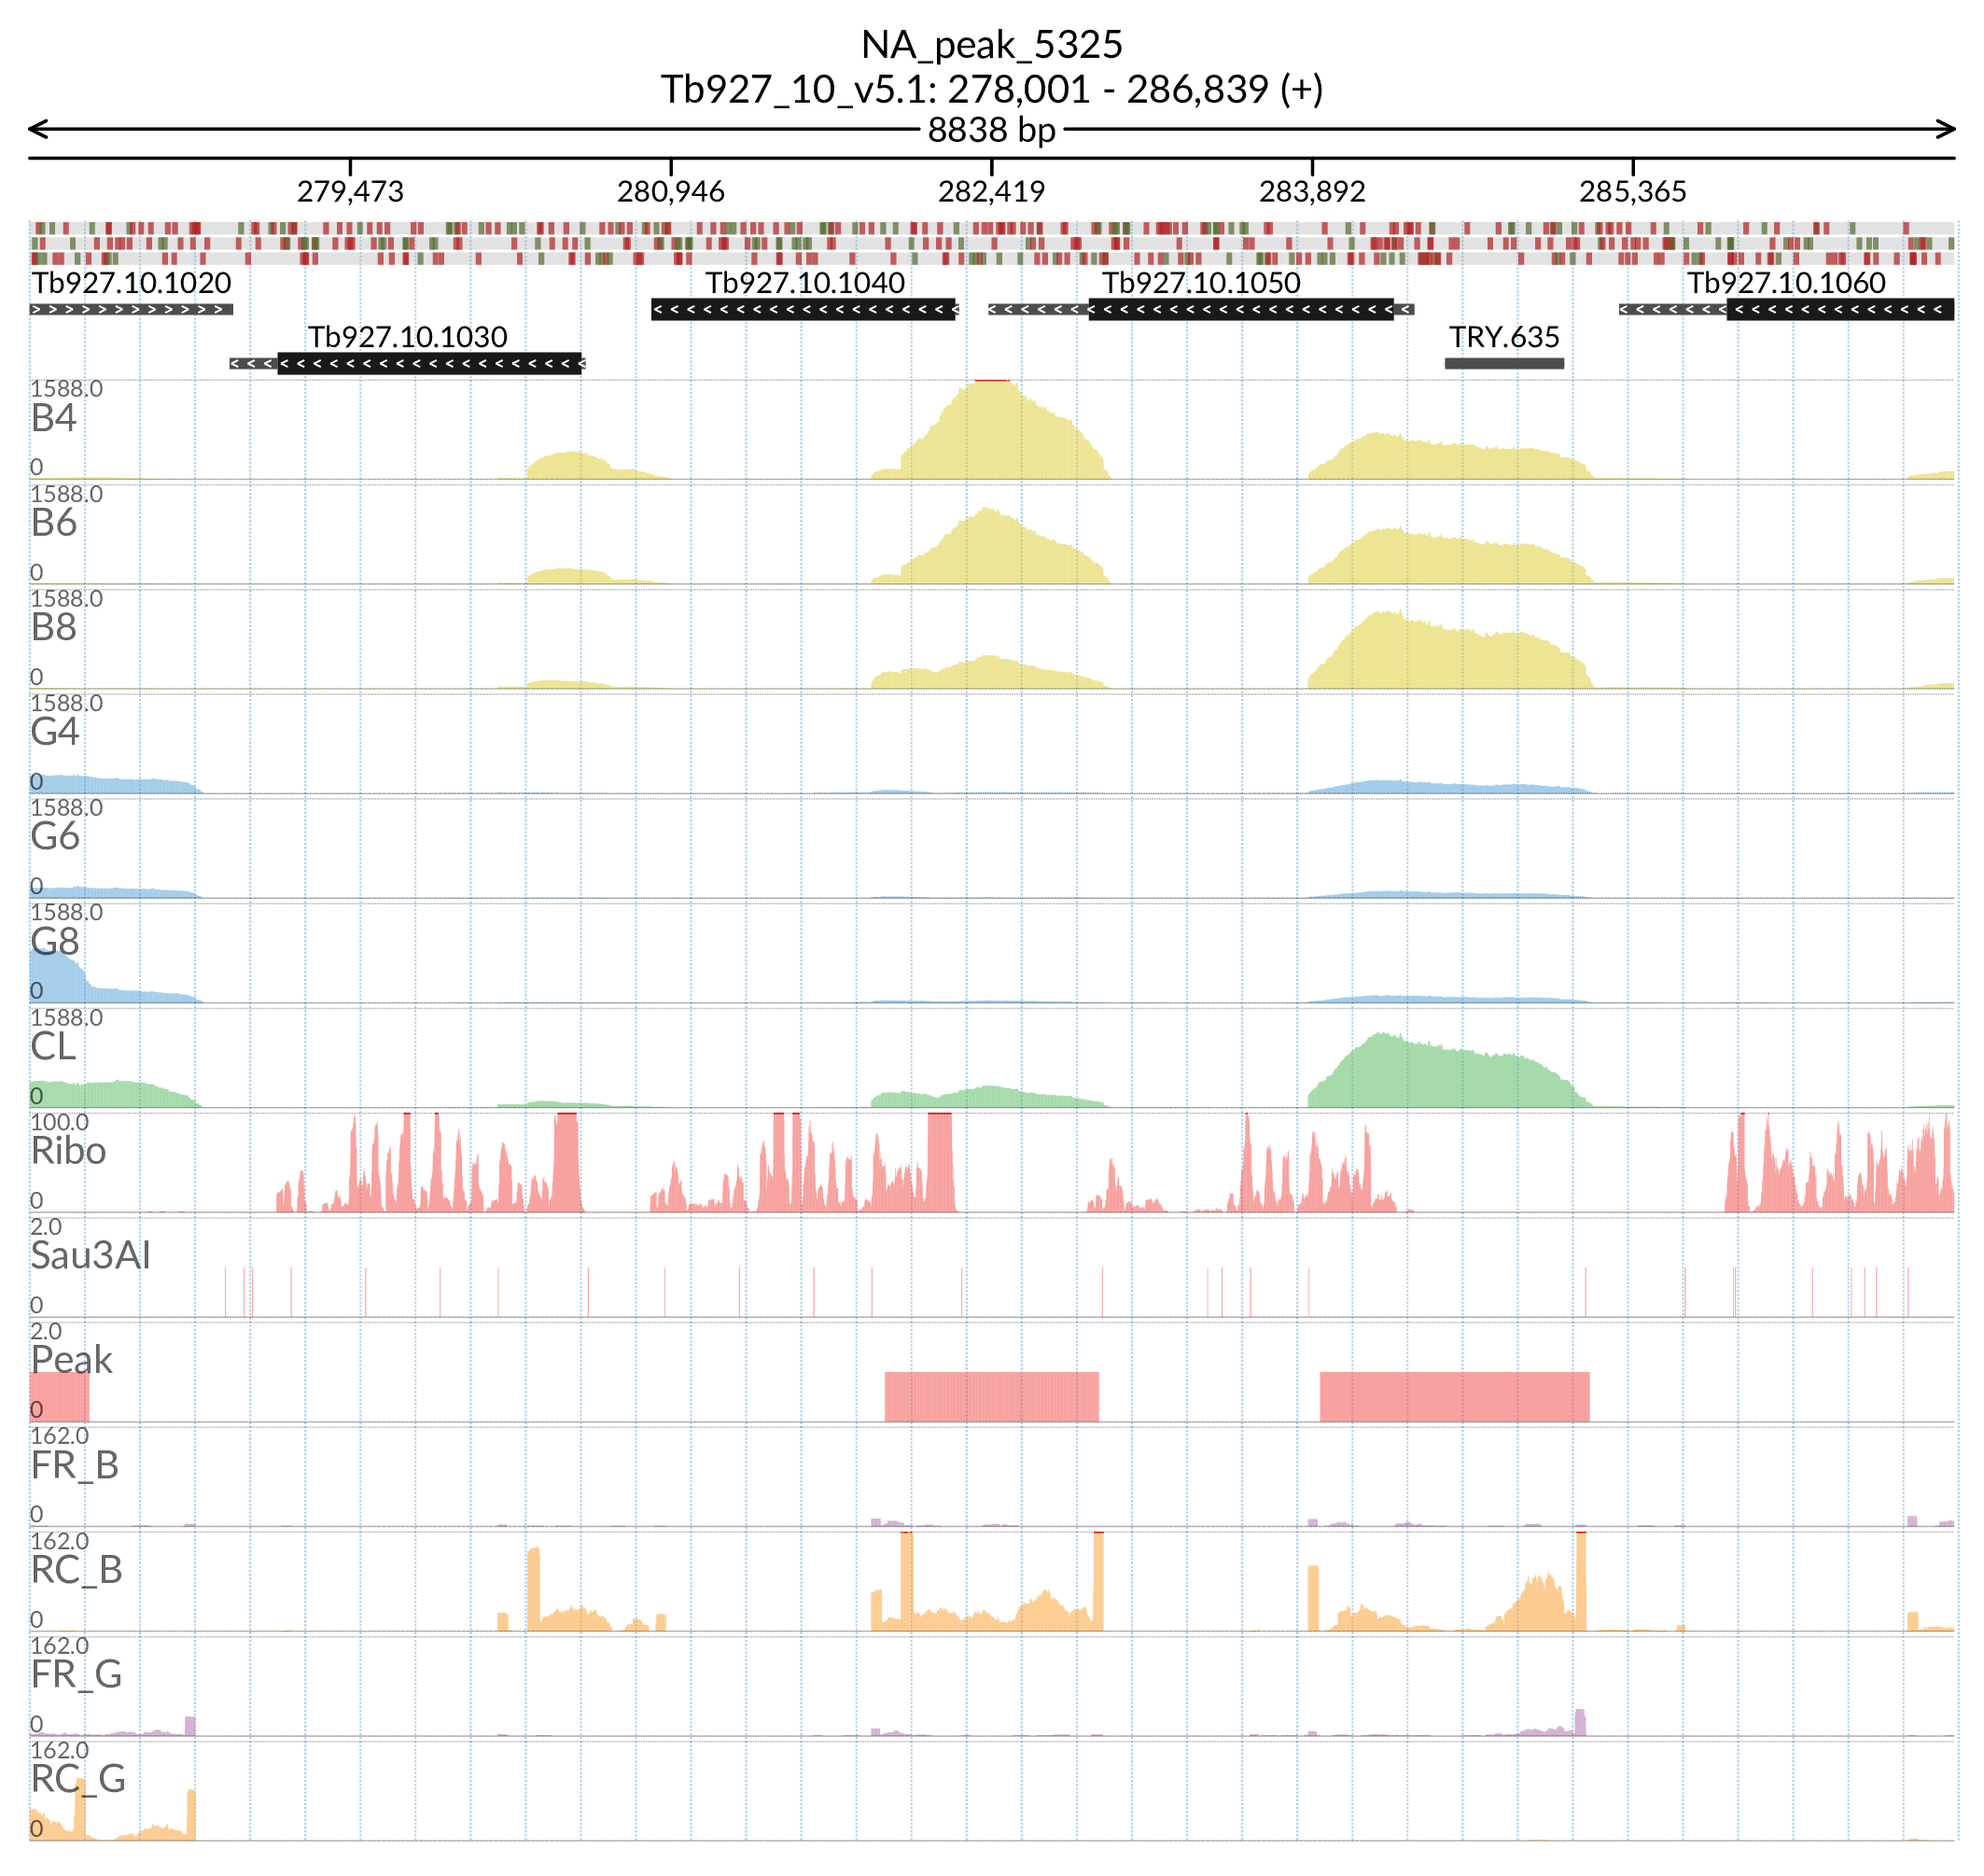 NA_peak_5325
Tb927_10_v5.1: 278,001 - 286,839 (+)
8838 bp
279,473 280,946 282,419 283,892 285,365
Tb927.10.1020 Tb927.10.1040 Tb927.10.1050 Tb927.10.1060
Tb927.10.1030 TRY.635
1588.0
B4
0
1588.0
B6
0
1588.0
B8
0
1588.0
G4
0
1588.0
G6
0
1588.0
G8
0
1588.0
CL
0
100.0
Ribo
0
2.0
Sau3AI
0
2.0
Peak
0
162.0
FR_B
0
162.0
RC_B
0
162.0
FR_G
0
162.0
RC_G
0